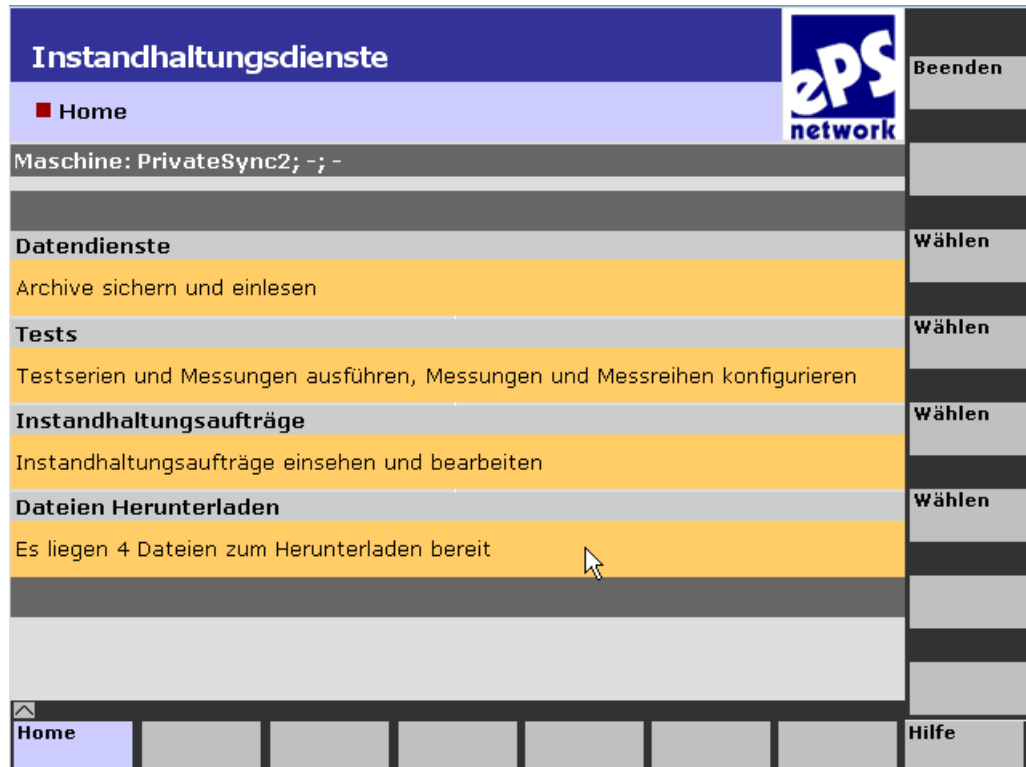 Instandhaltungsdienste
Home
ePS
network
Maschine: PrivateSync2; -; -
Beenden
Datendienste
Wählen
Archive sichern und einlesen
Tests
Wählen
Testserien und Messungen ausführen, Messungen und Messreihen konfigurieren
Instandhaltungsaufträge
Wählen
Instandhaltungsaufträge einsehen und bearbeiten
Dateien Herunterladen
Wählen
Es liegen 4 Dateien zum Herunterladen bereit
Home
Hilfe